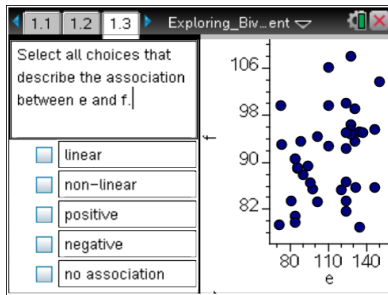 1.1 1.2 1.3 Exploring_Biv…ent
Select all choices that
describe the association
between e and f.
linear
non-linear
positive
negative
no association
106
98
90
82
f
80 110 140
e